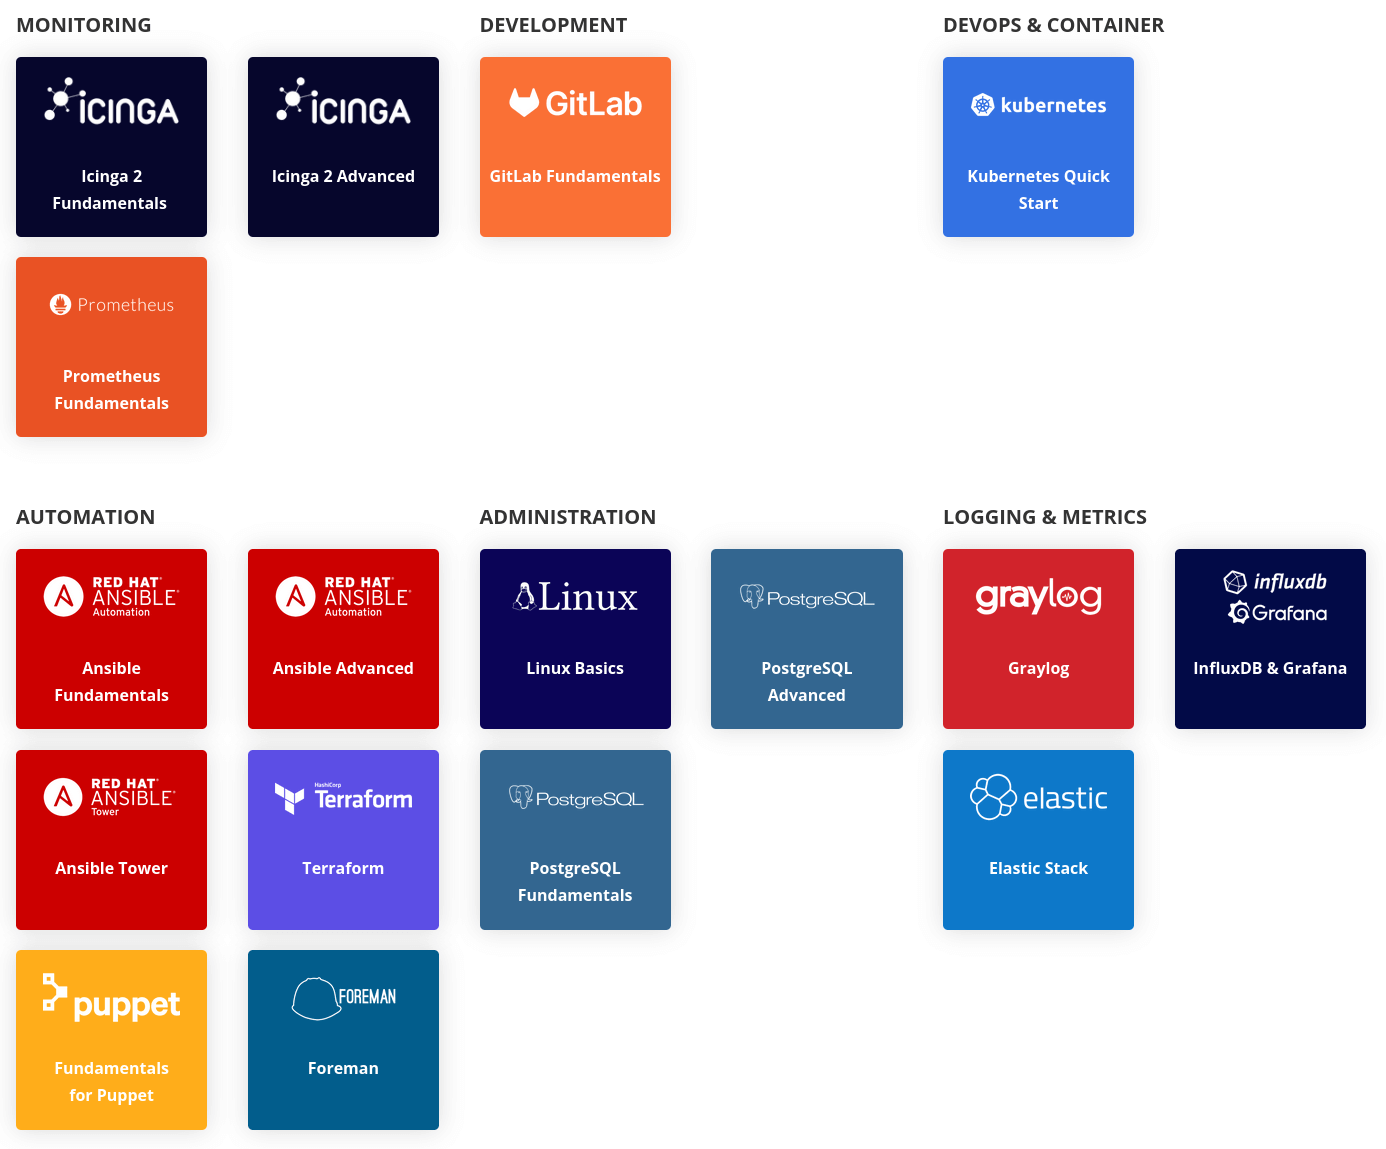 MONITORING
ICINGA
Icinga 2
Fundamentals
ICINGA
Icinga 2 Advanced
Prometheus
Prometheus
Fundamentals
DEVELOPMENT
GitLab
GitLab Fundamentals
DEVOPS & CONTAINER
kubernetes
Kubernetes Quick
Start
AUTOMATION
RED HAT®
ANSIBLE®
Automation
Ansible
Fundamentals
RED HAT®
ANSIBLE®
Automation
Ansible Advanced
RED HAT®
ANSIBLE®
Tower
Ansible Tower
HashiCorp
Terraform
Terraform
puppet
Fundamentals
for Puppet
FOREMAN
Foreman
ADMINISTRATION
Linux
Linux Basics
PostgreSQL
PostgreSQL
Advanced
PostgreSQL
PostgreSQL
Fundamentals
LOGGING & METRICS
graylog
Graylog
influxdb
Grafana
InfluxDB & Grafana
elastic
Elastic Stack